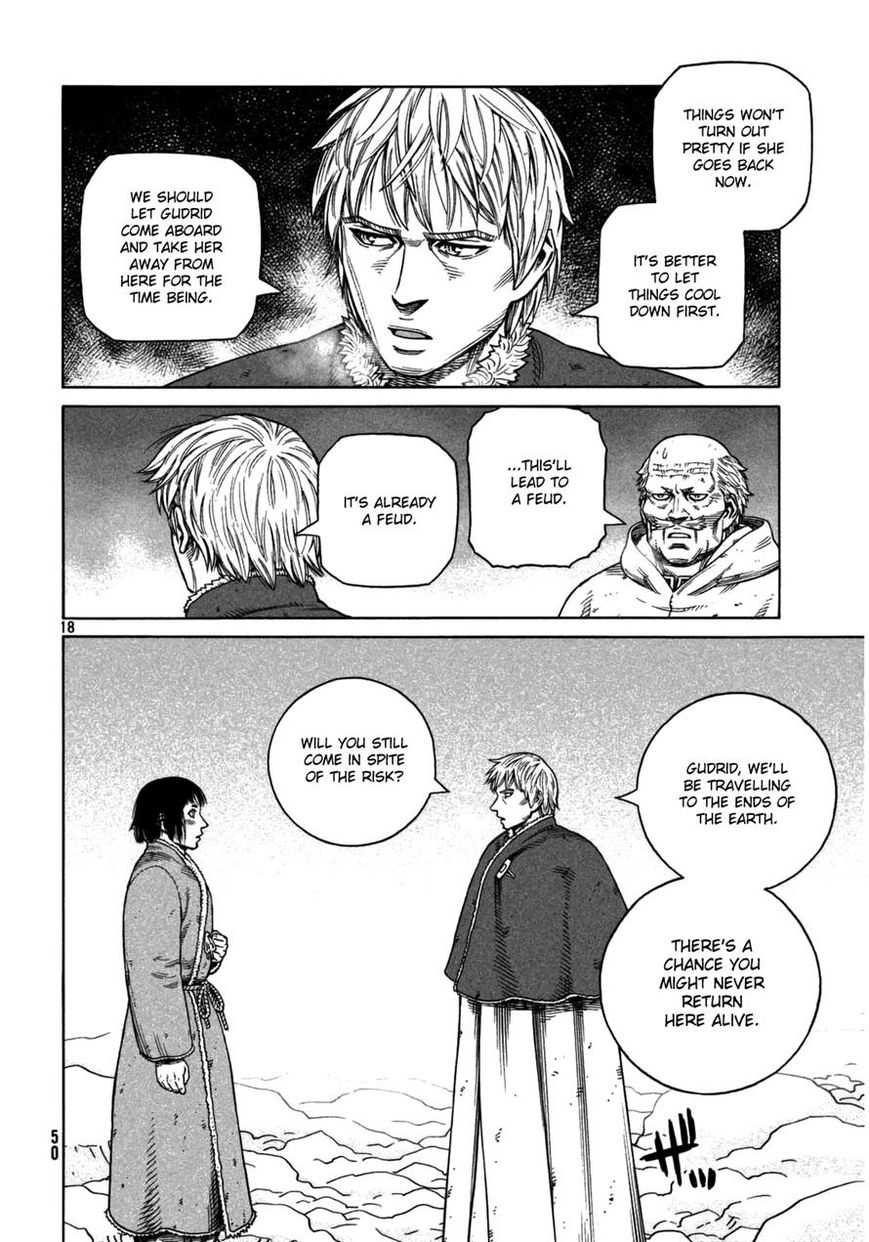 THINGS WON'T
TURN OUT
PRETTY IF SHE
GOES BACK
NOW.
IT'S BETTER
TO LET
THINGS COOL
DOWN FIRST.
WE SHOULD
LET GUDRID
COME ABOARD
AND TAKE HER
AWAY FROM
HERE FOR THE
TIME BEING.
...THIS'LL
LEAD TO
A FEUD.
IT'S ALREADY
A FEUD.
18
GUDRID, WE'LL
BE TRAVELLING
TO THE ENDS OF
THE EARTH.
THERE'S A
CHANCE YOU
MIGHT NEVER
RETURN
HERE ALIVE.
WILL YOU STILL
COME IN SPITE
OF THE RISK?
ザッ
50